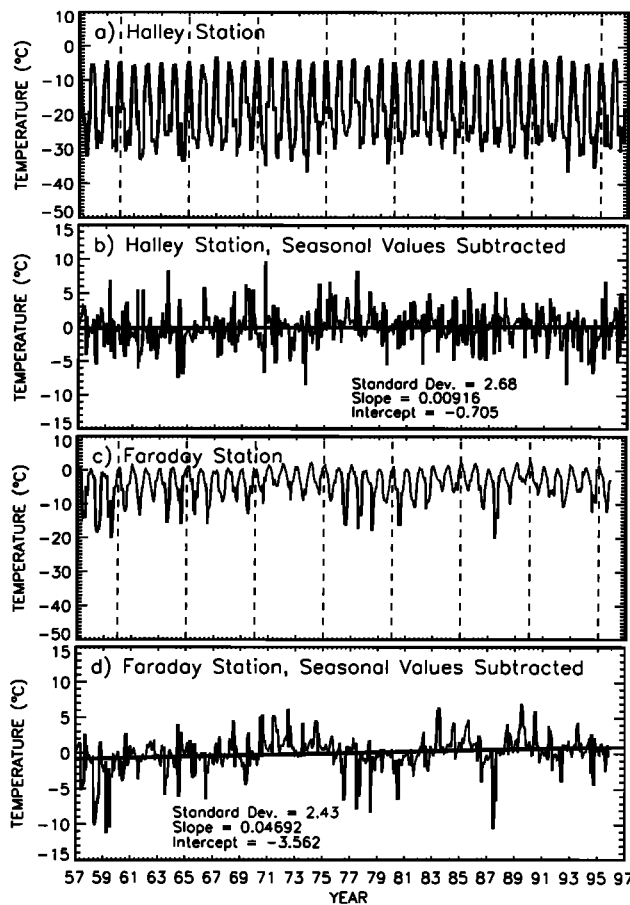 a) Halley Station
TEMPERATURE (°C)
10
0
−10
−20
−30
−40
−50
b) Halley Station, Seasonal Values Subtracted
TEMPERATURE (°C)
15
10
5
0
−5
−10
−15
Standard Dev. = 2.68
Slope = 0.00916
Intercept = −0.705
c) Faraday Station
TEMPERATURE (°C)
10
0
−10
−20
−30
−40
−50
d) Faraday Station, Seasonal Values Subtracted
TEMPERATURE (°C)
15
10
5
0
−5
−10
−15
Standard Dev. = 2.43
Slope = 0.04692
Intercept = −3.562
57 59 61 63 65 67 69 71 73 75 77 79 81 83 85 87 89 91 93 95 97
YEAR